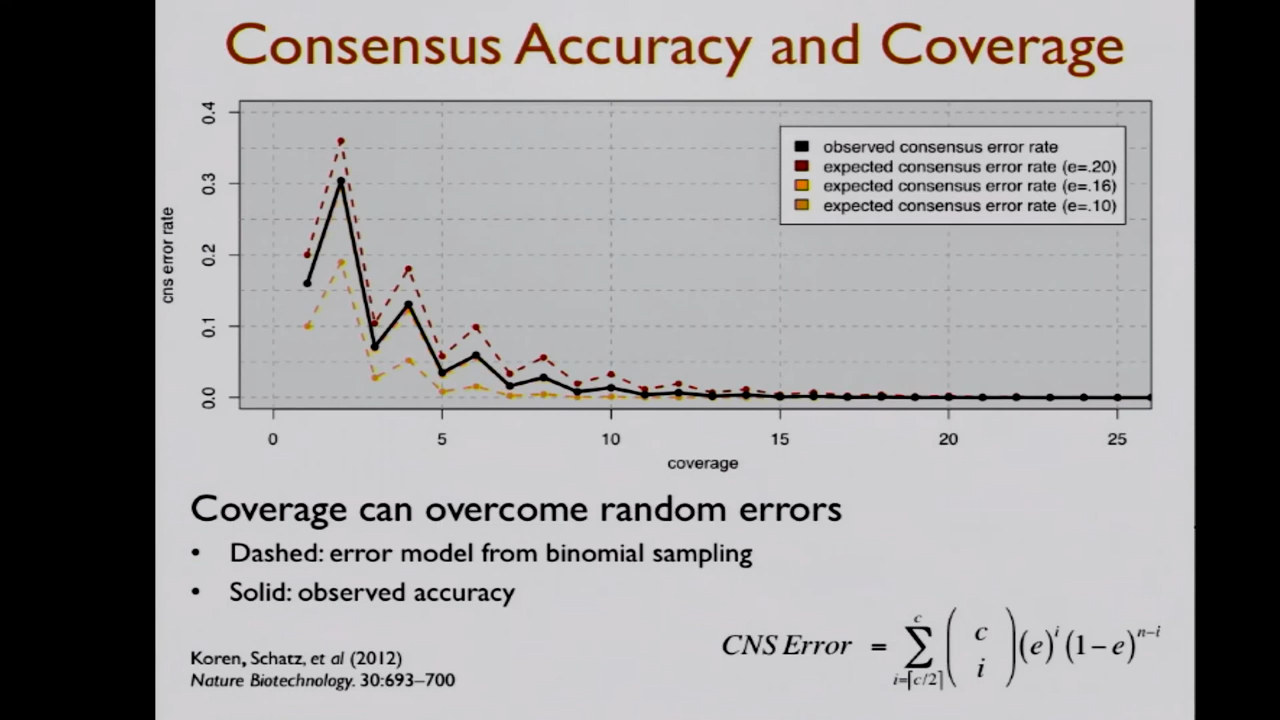 Consensus Accuracy and Coverage
0.4
0.3
0.2
0.1
0.0
cns error rate
observed consensus error rate
expected consensus error rate (e=.20)
expected consensus error rate (e=.16)
expected consensus error rate (e=.10)
0 5 10 15 20 25
coverage
Coverage can overcome random errors
• Dashed: error model from binomial sampling
• Solid: observed accuracy
Koren, Schatz, et al (2012)
Nature Biotechnology. 30:693–700
CNS Error = ∑_{i=⌈c/2⌉}^{c} (c i) (e)^i (1−e)^{n−i}